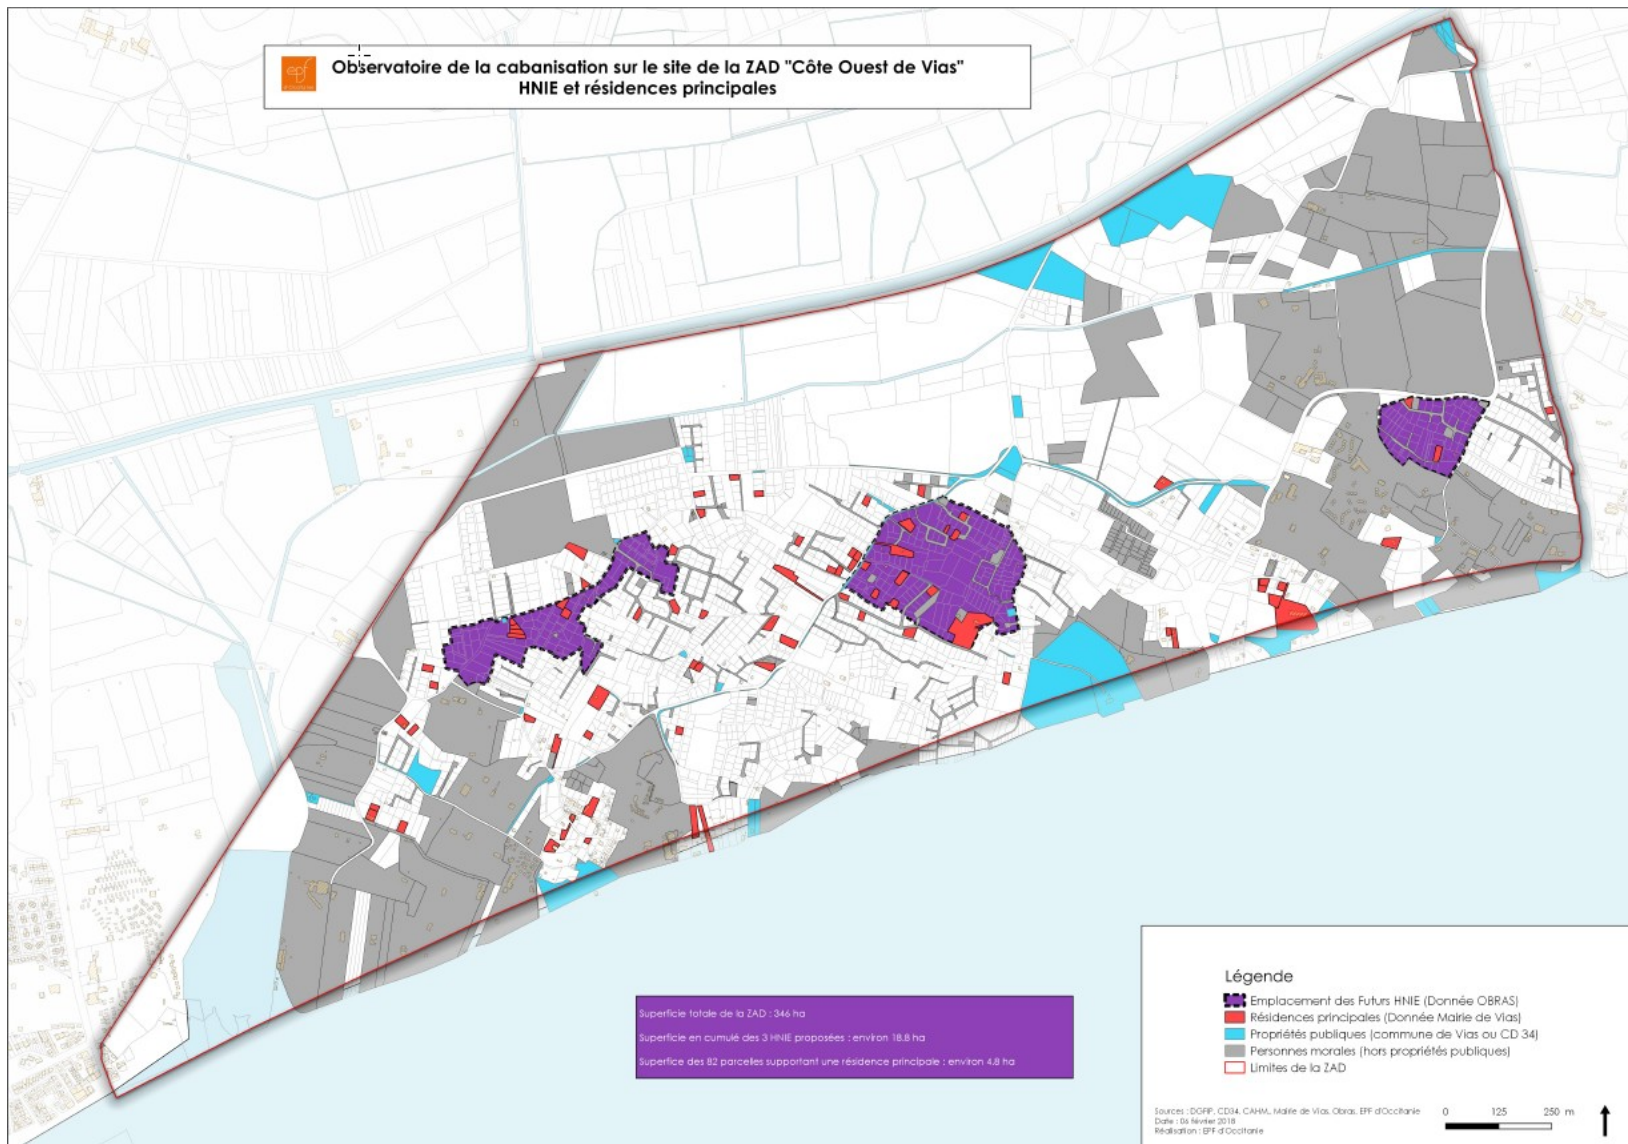 epf
d'Occitanie
Observatoire de la cabanisation sur le site de la ZAD "Côte Ouest de Vias"
HNIE et résidences principales
Superficie totale de la ZAD : 346 ha
Superficie en cumulé des 3 HNIE proposées : environ 18.8 ha
Superfice des 82 parcelles supportant une résidence principale : environ 4,8 ha
Légende
Emplacement des Futurs HNIE (Donnée OBRAS)
Résidences principales (Donnée Mairie de Vias)
Propriétés publiques (commune de Vias ou CD 34)
Personnes morales (hors propriétés publiques)
Limites de la ZAD
Sources : DGFIP, CD34, CAHM, Mairie de Vias, Obras, EPF d'Occitanie
Date : 06 février 2018
Réalisation : EPF d'Occitanie
0 125 250 m